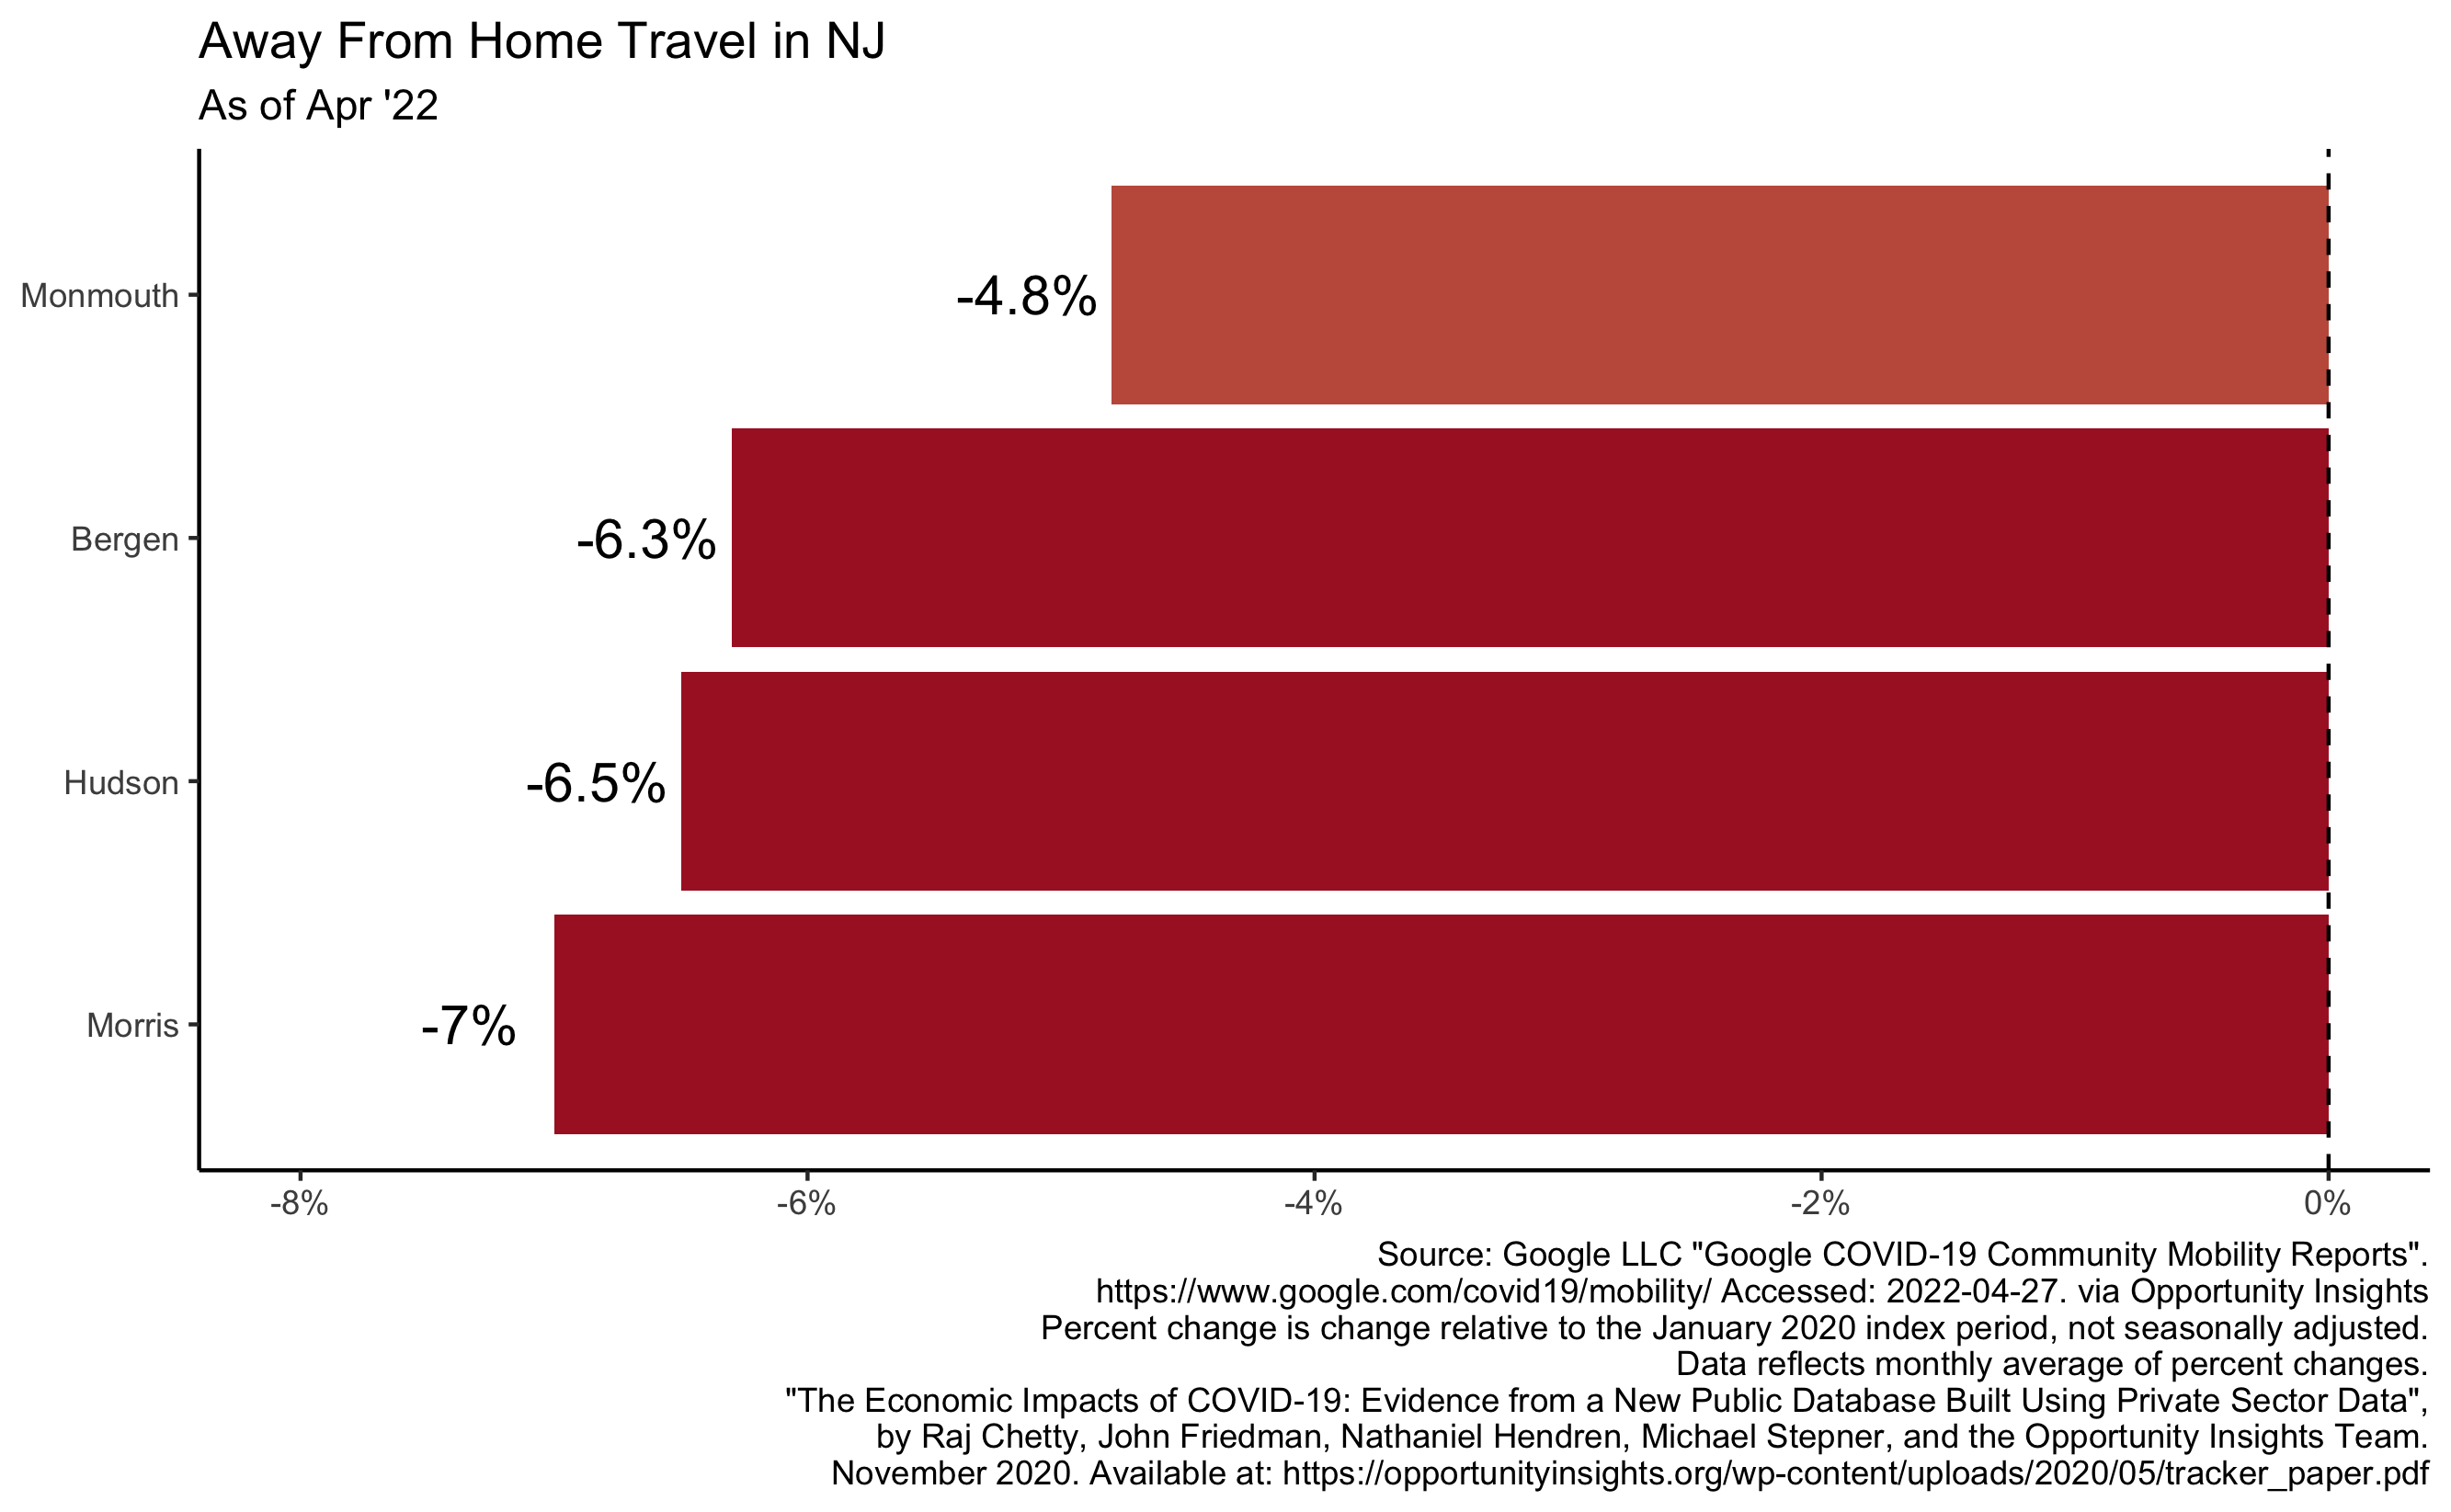 Away From Home Travel in NJ
As of Apr '22
Monmouth
-4.8%
Bergen
-6.3%
Hudson
-6.5%
Morris
-7%
-8%
-6%
-4%
-2%
0%
Source: Google LLC "Google COVID-19 Community Mobility Reports".
https://www.google.com/covid19/mobility/ Accessed: 2022-04-27. via Opportunity Insights
Percent change is change relative to the January 2020 index period, not seasonally adjusted.
Data reflects monthly average of percent changes.
"The Economic Impacts of COVID-19: Evidence from a New Public Database Built Using Private Sector Data",
by Raj Chetty, John Friedman, Nathaniel Hendren, Michael Stepner, and the Opportunity Insights Team.
November 2020. Available at: https://opportunityinsights.org/wp-content/uploads/2020/05/tracker_paper.pdf